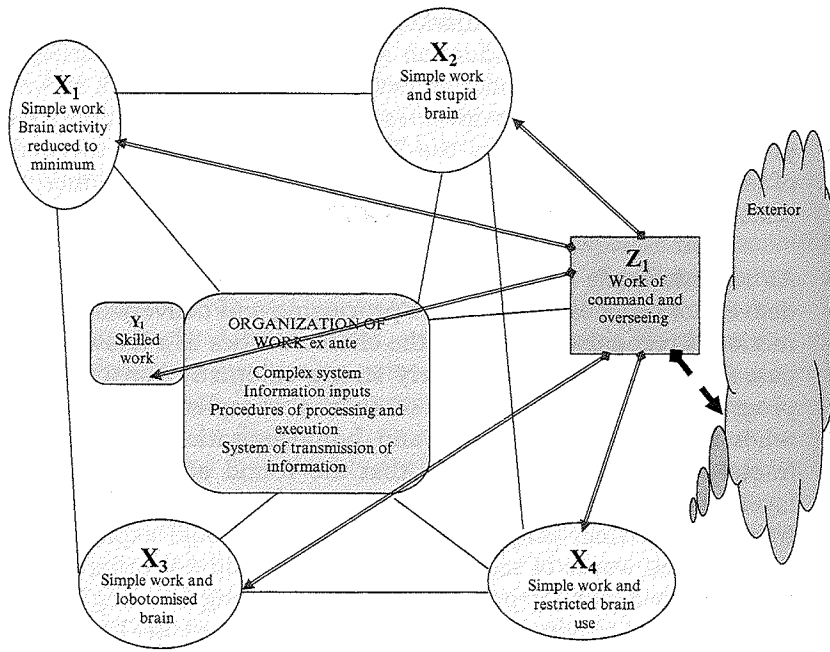 X1
Simple work
Brain activity
reduced to
minimum
X2
Simple work
and stupid
brain
Exterior
Z1
Work of
command and
overseeing
Y1
Skilled
work
ORGANIZATION OF
WORK ex ante
Complex system
Information inputs
Procedures of processing and
execution
System of transmission of
information
X3
Simple work and
lobotomised
brain
X4
Simple work and
restricted brain
use